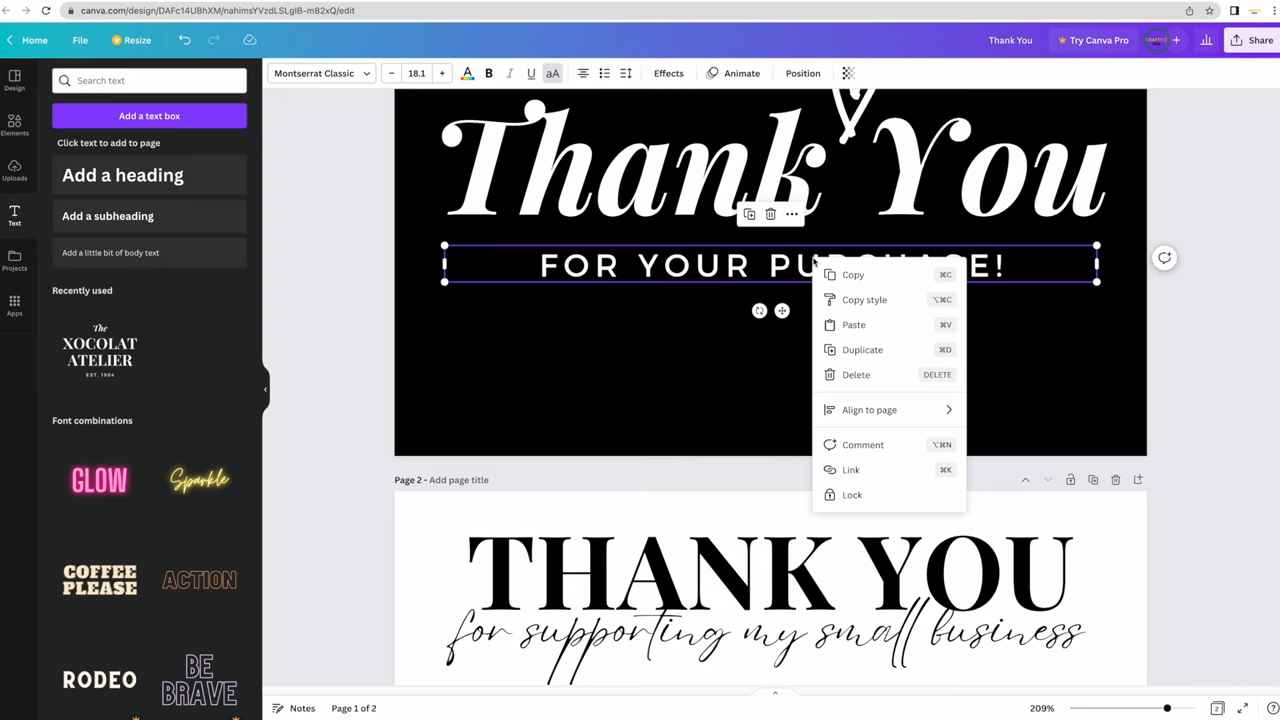 canva.com/design/DAFc14UBhXM/nahimsYVzdLSLgIB-m82xQ/edit
Home File Resize Thank You Try Canva Pro Share
Montserrat Classic 18.1 A B I U aA Effects Animate Position
Design
Elements
Uploads
Text
Projects
Apps
Search text
Add a text box
Click text to add to page
Add a heading
Add a subheading
Add a little bit of body text
Recently used
The
XOCOLAT
ATELIER
EST. 1984
Font combinations
GLOW Sparkle
COFFEE
PLEASE
ACTION
RODEO
BE
BRAVE
Thank You
FOR YOUR PURCHASE!
Copy ⌘C
Copy style ⌥⌘C
Paste ⌘V
Duplicate ⌘D
Delete DELETE
Align to page
Comment ⌥⌘N
Link ⌘K
Lock
Page 2 - Add page title
THANK YOU
for supporting my small business
Notes Page 1 of 2 209% 2